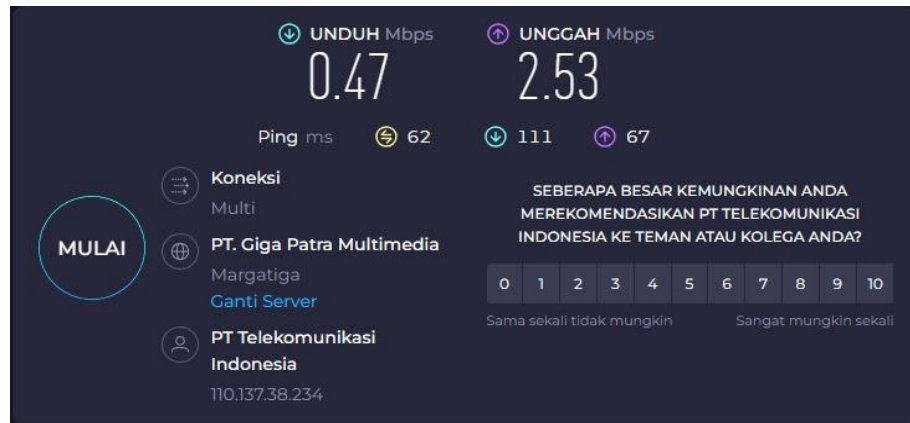 UNDUH Mbps
0.47
UNGGAH Mbps
2.53
Ping ms 62 111 67
MULAI
Koneksi
Multi
PT. Giga Patra Multimedia
Margatiga
Ganti Server
PT Telekomunikasi
Indonesia
110.137.38.234
SEBERAPA BESAR KEMUNGKINAN ANDA
MEREKOMENDASIKAN PT TELEKOMUNIKASI
INDONESIA KE TEMAN ATAU KOLEGA ANDA?
0 1 2 3 4 5 6 7 8 9 10
Sama sekali tidak mungkin Sangat mungkin sekali